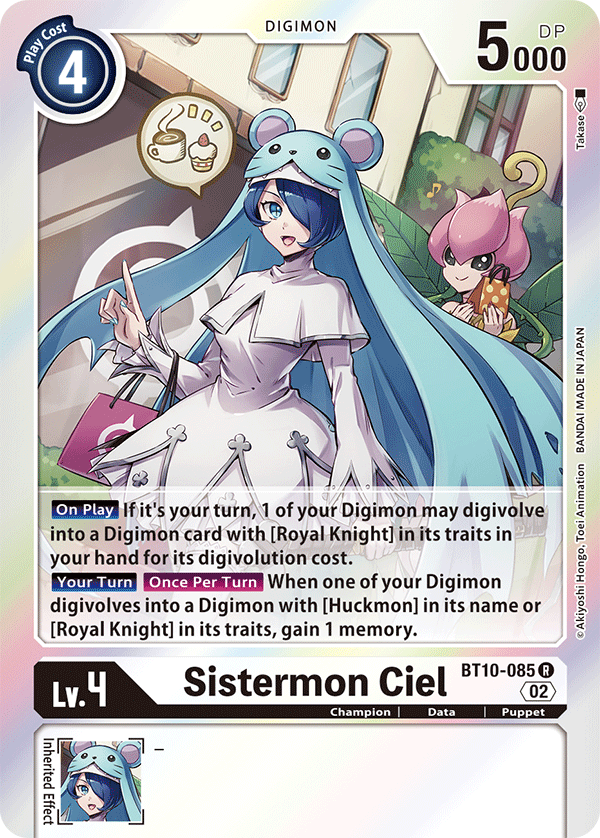 Play Cost
4
DIGIMON
DP
5000
Takase
On Play If it's your turn, 1 of your Digimon may digivolve
into a Digimon card with [Royal Knight] in its traits in
your hand for its digivolution cost.
Your Turn Once Per Turn When one of your Digimon
digivolves into a Digimon with [Huckmon] in its name or
[Royal Knight] in its traits, gain 1 memory.
©Akiyoshi Hongo, Toei Animation BANDAI MADE IN JAPAN
Lv.4
Sistermon Ciel
BT10-085 R
02
Champion | Data | Puppet
Inherited Effect
–